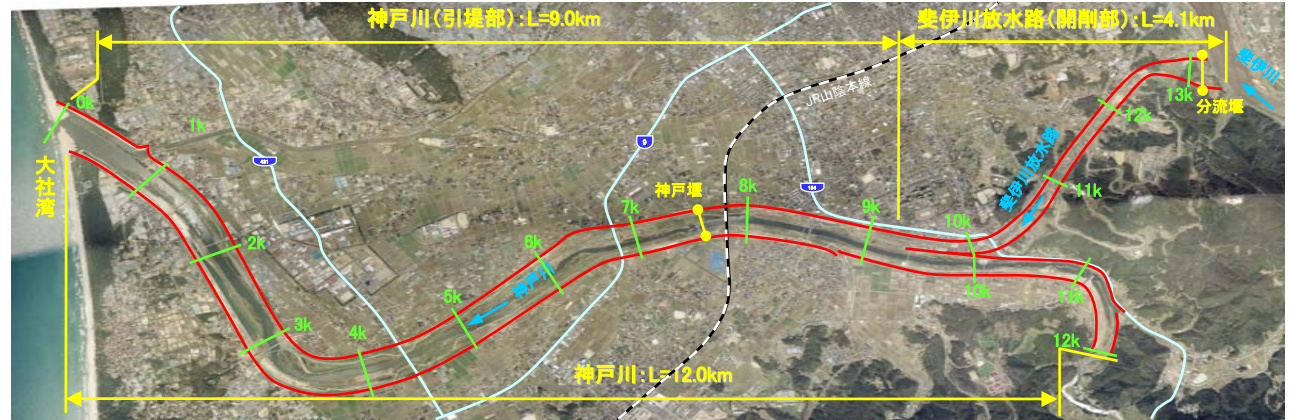 神戸川(引堤部):L=9.0km
斐伊川放水路(開削部):L=4.1km
斐伊川
分流堰
13k
12k
斐伊川放水路
11k
JR山陰本線
0k
1k
大社湾
431
9
184
神戸堰
8k
7k
9k
10k
10k
11k
12k
6k
神戸川
5k
2k
3k
4k
神戸川:L=12.0km